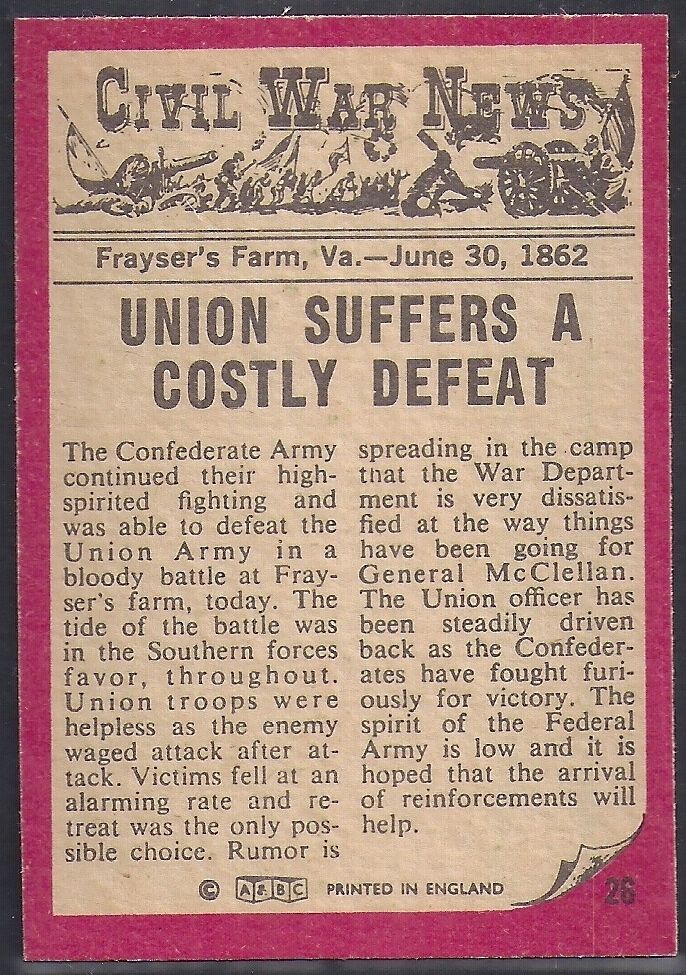 CIVIL WAR NEWS
Frayser's Farm, Va.—June 30, 1862
UNION SUFFERS A
COSTLY DEFEAT
The Confederate Army
continued their high-
spirited fighting and
was able to defeat the
Union Army in a
bloody battle at Fray-
ser's farm, today. The
tide of the battle was
in the Southern forces
favor, throughout.
Union troops were
helpless as the enemy
waged attack after at-
tack. Victims fell at an
alarming rate and re-
treat was the only pos-
sible choice. Rumor is
spreading in the camp
that the War Depart-
ment is very dissatis-
fied at the way things
have been going for
General McClellan.
The Union officer has
been steadily driven
back as the Confeder-
ates have fought furi-
ously for victory. The
spirit of the Federal
Army is low and it is
hoped that the arrival
of reinforcements will
help.
© A&BC PRINTED IN ENGLAND
26